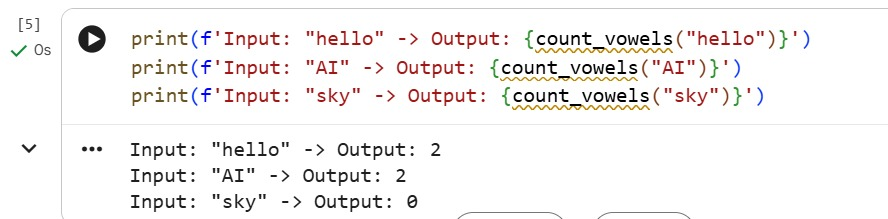 [5]
0s
print(f'Input: "hello" -> Output: {count_vowels("hello")}')
print(f'Input: "AI" -> Output: {count_vowels("AI")}')
print(f'Input: "sky" -> Output: {count_vowels("sky")}')
Input: "hello" -> Output: 2
Input: "AI" -> Output: 2
Input: "sky" -> Output: 0